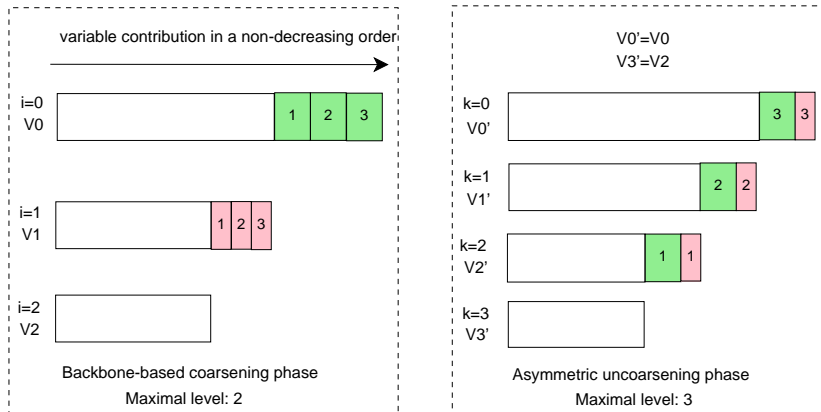 variable contribution in a non-decreasing order
i=0
V0
1 2 3
i=1
V1
1 2 3
i=2
V2
Backbone-based coarsening phase
Maximal level: 2
V0'=V0
V3'=V2
k=0
V0'
3 3
k=1
V1'
2 2
k=2
V2'
1 1
k=3
V3'
Asymmetric uncoarsening phase
Maximal level: 3